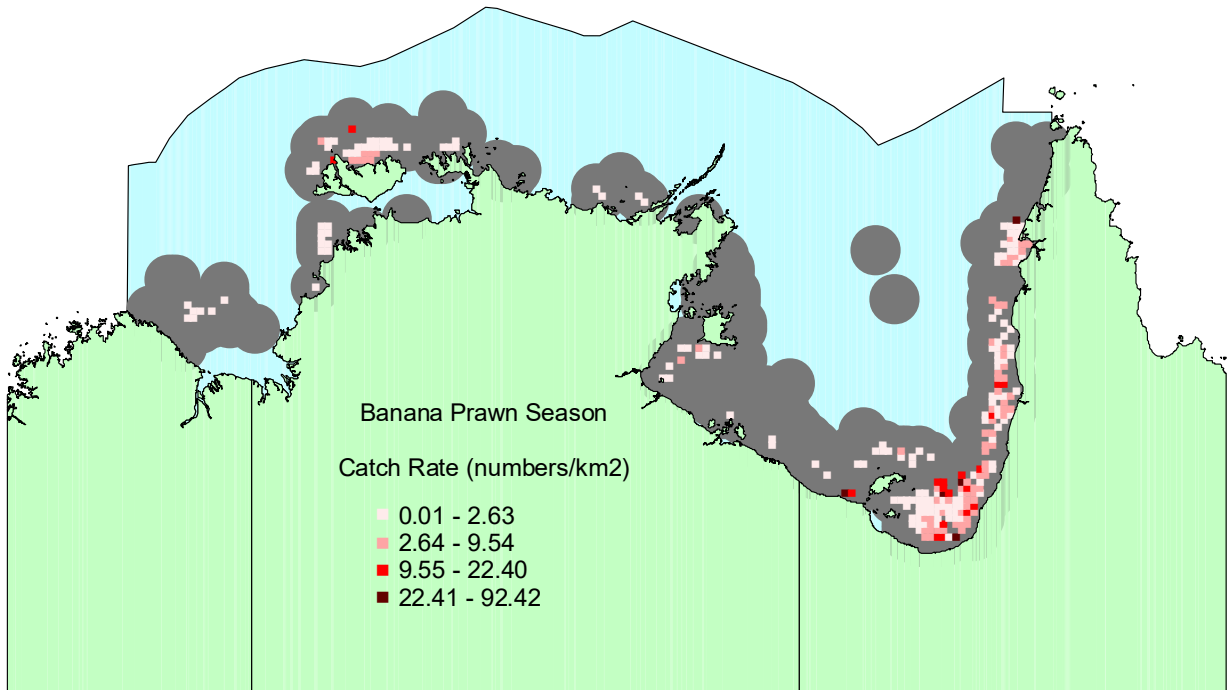 Banana Prawn Season
Catch Rate (numbers/km2)
0.01 - 2.63
2.64 - 9.54
9.55 - 22.40
22.41 - 92.42